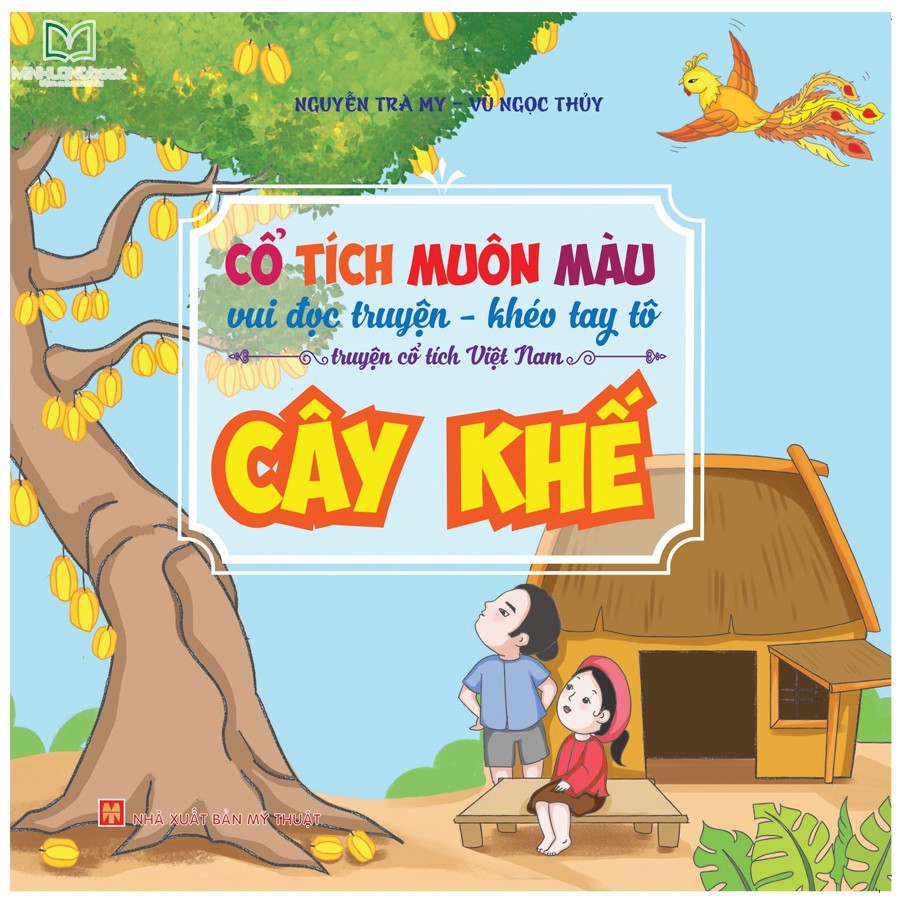 MINHLONGbook
NGUYỄN TRÀ MY - VŨ NGỌC THỦY
CỔ TÍCH MUÔN MÀU
vui đọc truyện - khéo tay tô
truyện cổ tích Việt Nam
CÂY KHẾ
NHÀ XUẤT BẢN MỸ THUẬT